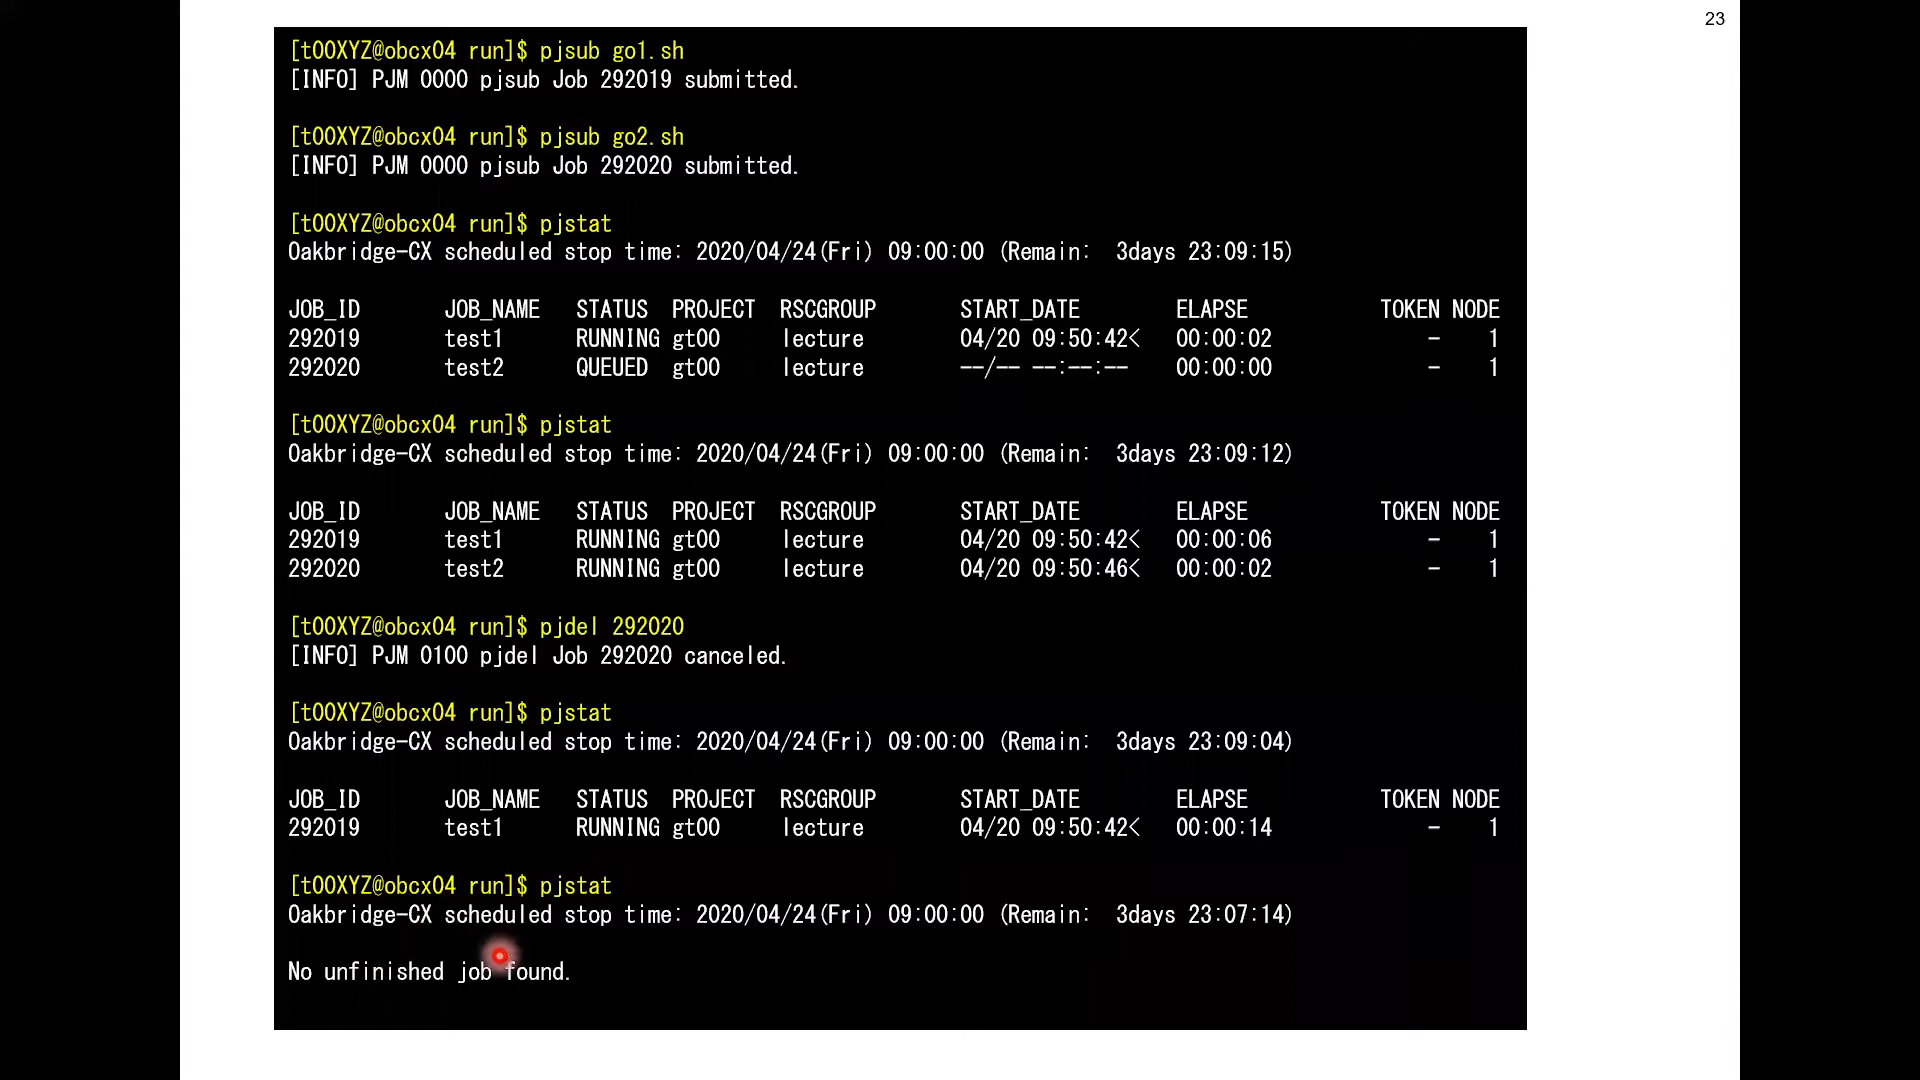 23
[t00XYZ@obcx04 run]$ pjsub go1.sh
[INFO] PJM 0000 pjsub Job 292019 submitted.
[t00XYZ@obcx04 run]$ pjsub go2.sh
[INFO] PJM 0000 pjsub Job 292020 submitted.
[t00XYZ@obcx04 run]$ pjstat
Oakbridge-CX scheduled stop time: 2020/04/24(Fri) 09:00:00 (Remain:  3days 23:09:15)
JOB_ID       JOB_NAME   STATUS  PROJECT  RSCGROUP       START_DATE        ELAPSE           TOKEN NODE
292019       test1      RUNNING gt00     lecture        04/20 09:50:42<   00:00:02             -    1
292020       test2      QUEUED  gt00     lecture        --/-- --:--:--    00:00:00             -    1
[t00XYZ@obcx04 run]$ pjstat
Oakbridge-CX scheduled stop time: 2020/04/24(Fri) 09:00:00 (Remain:  3days 23:09:12)
JOB_ID       JOB_NAME   STATUS  PROJECT  RSCGROUP       START_DATE        ELAPSE           TOKEN NODE
292019       test1      RUNNING gt00     lecture        04/20 09:50:42<   00:00:06             -    1
292020       test2      RUNNING gt00     lecture        04/20 09:50:46<   00:00:02             -    1
[t00XYZ@obcx04 run]$ pjdel 292020
[INFO] PJM 0100 pjdel Job 292020 canceled.
[t00XYZ@obcx04 run]$ pjstat
Oakbridge-CX scheduled stop time: 2020/04/24(Fri) 09:00:00 (Remain:  3days 23:09:04)
JOB_ID       JOB_NAME   STATUS  PROJECT  RSCGROUP       START_DATE        ELAPSE           TOKEN NODE
292019       test1      RUNNING gt00     lecture        04/20 09:50:42<   00:00:14             -    1
[t00XYZ@obcx04 run]$ pjstat
Oakbridge-CX scheduled stop time: 2020/04/24(Fri) 09:00:00 (Remain:  3days 23:07:14)
No unfinished job found.